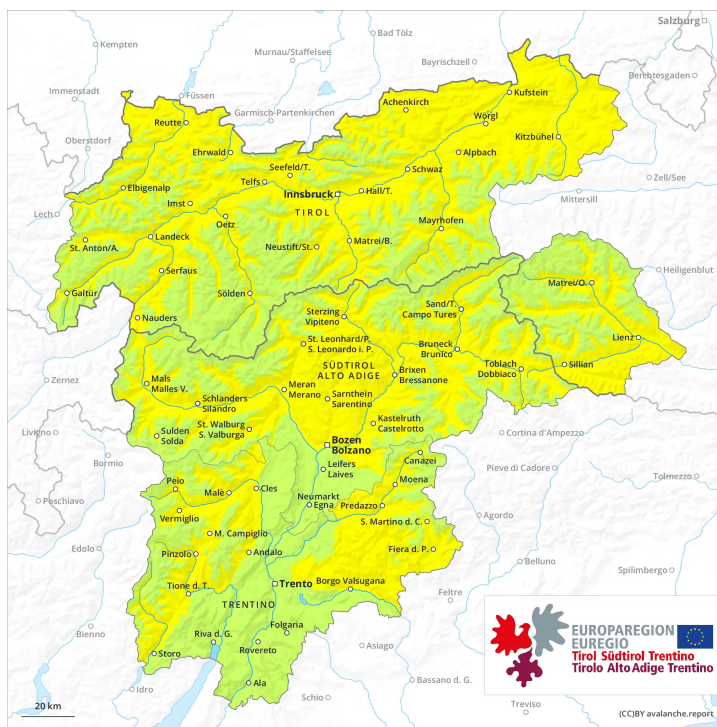 Salzburg
Kempten
Bad Tölz
Murnau/Staffelsee
Bayrischzell
Berchtesgaden
Immenstadt
Füssen
Garmisch-Partenkirchen
Achenkirch
Kufstein
Oberstdorf
Reutte
Wörgl
Kitzbühel
Ehrwald
Seefeld/T.
Alpbach
Schwaz
Zell/See
Elbigenalp
Telfs
Innsbruck
Hall/T.
Mittersill
Lech
Imst
Oetz
TIROL
Mayrhofen
St. Anton/A.
Landeck
Neustift/St.
Matrei/B.
Serfaus
Heiligenblut
Galtür
Sölden
Matrei/O.
Nauders
Sterzing
Vipiteno
Sand/T.
Campo Tures
Lienz
St. Leonhard/P.
S. Leonardo i. P.
Bruneck
Brunico
Toblach
Dobbiaco
Sillian
SÜDTIROL
ALTO ADIGE
Brixen
Bressanone
Zernez
Mals
Malles V.
Meran
Merano
Schlanders
Silandro
Sarnthein
Sarentino
St. Walburg
S. Valburga
Kastelruth
Castelrotto
Livigno
Sulden
Solda
Cortina d'Ampezzo
Bormio
Bozen
Bolzano
Canazei
Pieve di Cadore
Tolmezzo
Leifers
Laives
Poschiavo
Peio
Malè
Cles
Moena
Neumarkt
Egna
Predazzo
Vermiglio
Agordo
S. Martino d. C.
M. Campiglio
Edolo
Pinzolo
Andalo
Fiera d. P.
Belluno
Spilimbergo
Tione d. T.
Trento
Borgo Valsugana
Feltre
TRENTINO
Bienno
Riva d. G.
Folgaria
Rovereto
Asiago
Storo
Idro
Ala
Schio
Bassano d. G.
Treviso
EUROPAREGION
EUREGIO
Tirol Südtirol Trentino
Tirolo Alto Adige Trentino
20 km
(CC)BY avalanche.report